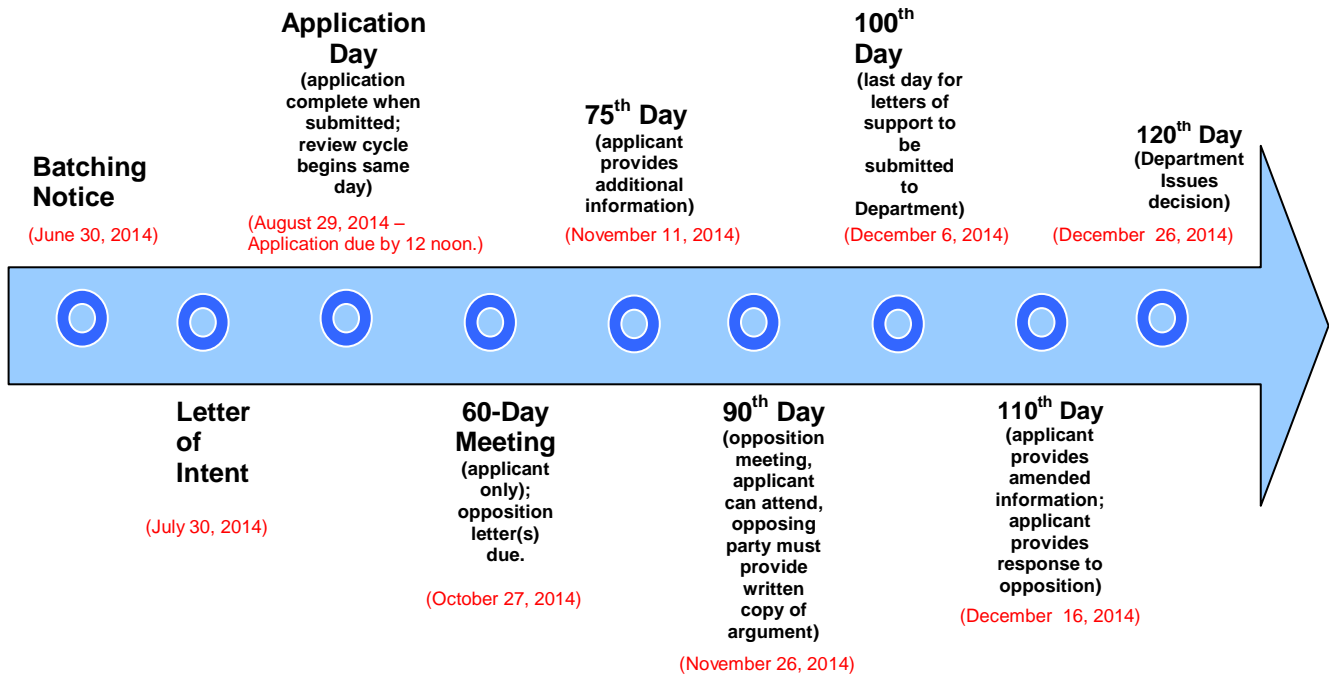 Batching
Notice
(June 30, 2014)
Letter
of
Intent
(July 30, 2014)
Application
Day
(application
complete when
submitted;
review cycle
begins same
day)
(August 29, 2014 –
Application due by 12 noon.)
60-Day
Meeting
(applicant
only);
opposition
letter(s)
due.
(October 27, 2014)
75th Day
(applicant
provides
additional
information)
(November 11, 2014)
90th Day
(opposition
meeting,
applicant
can attend,
opposing
party must
provide
written
copy of
argument)
(November 26, 2014)
100th
Day
(last day for
letters of
support to
be
submitted
to
Department)
(December 6, 2014)
110th Day
(applicant
provides
amended
information;
applicant
provides
response to
opposition)
(December 16, 2014)
120th Day
(Department
Issues
decision)
(December 26, 2014)